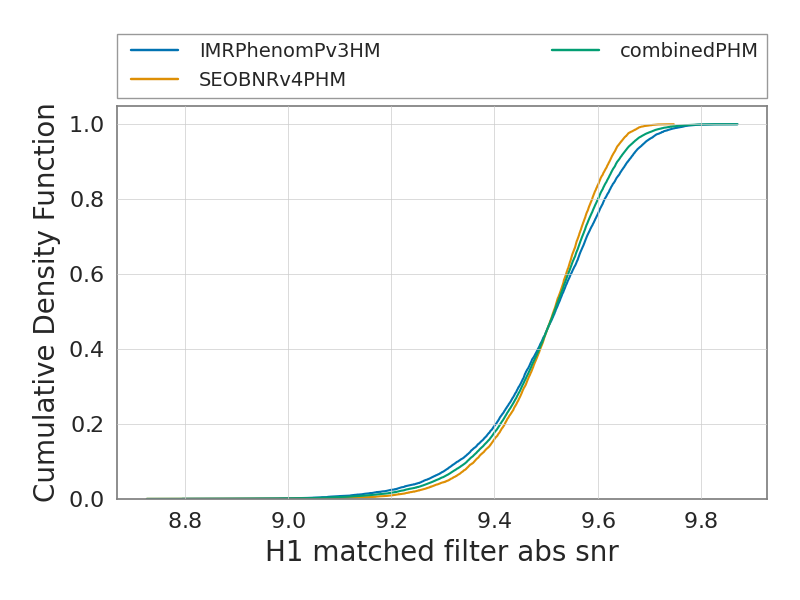 IMRPhenomPv3HM
SEOBNRv4PHM
combinedPHM
Cumulative Density Function
1.0
0.8
0.6
0.4
0.2
0.0
8.8 9.0 9.2 9.4 9.6 9.8
H1 matched filter abs snr